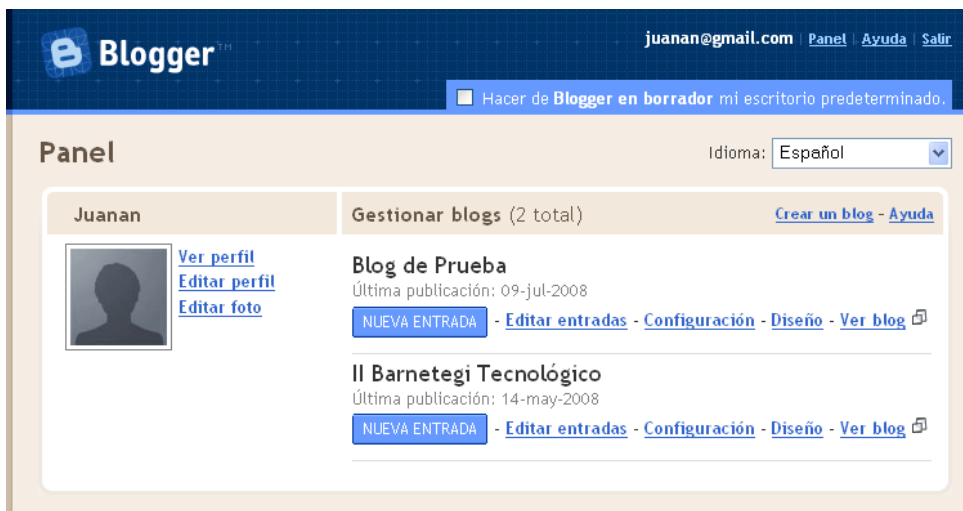 Blogger™
juanan@gmail.com | Panel | Ayuda | Salir
Hacer de Blogger en borrador mi escritorio predeterminado.
Panel
Idioma: Español
Juanan
Ver perfil
Editar perfil
Editar foto
Gestionar blogs (2 total)
Crear un blog - Ayuda
Blog de Prueba
Última publicación: 09-jul-2008
NUEVA ENTRADA - Editar entradas - Configuración - Diseño - Ver blog
II Barnetegi Tecnológico
Última publicación: 14-may-2008
NUEVA ENTRADA - Editar entradas - Configuración - Diseño - Ver blog